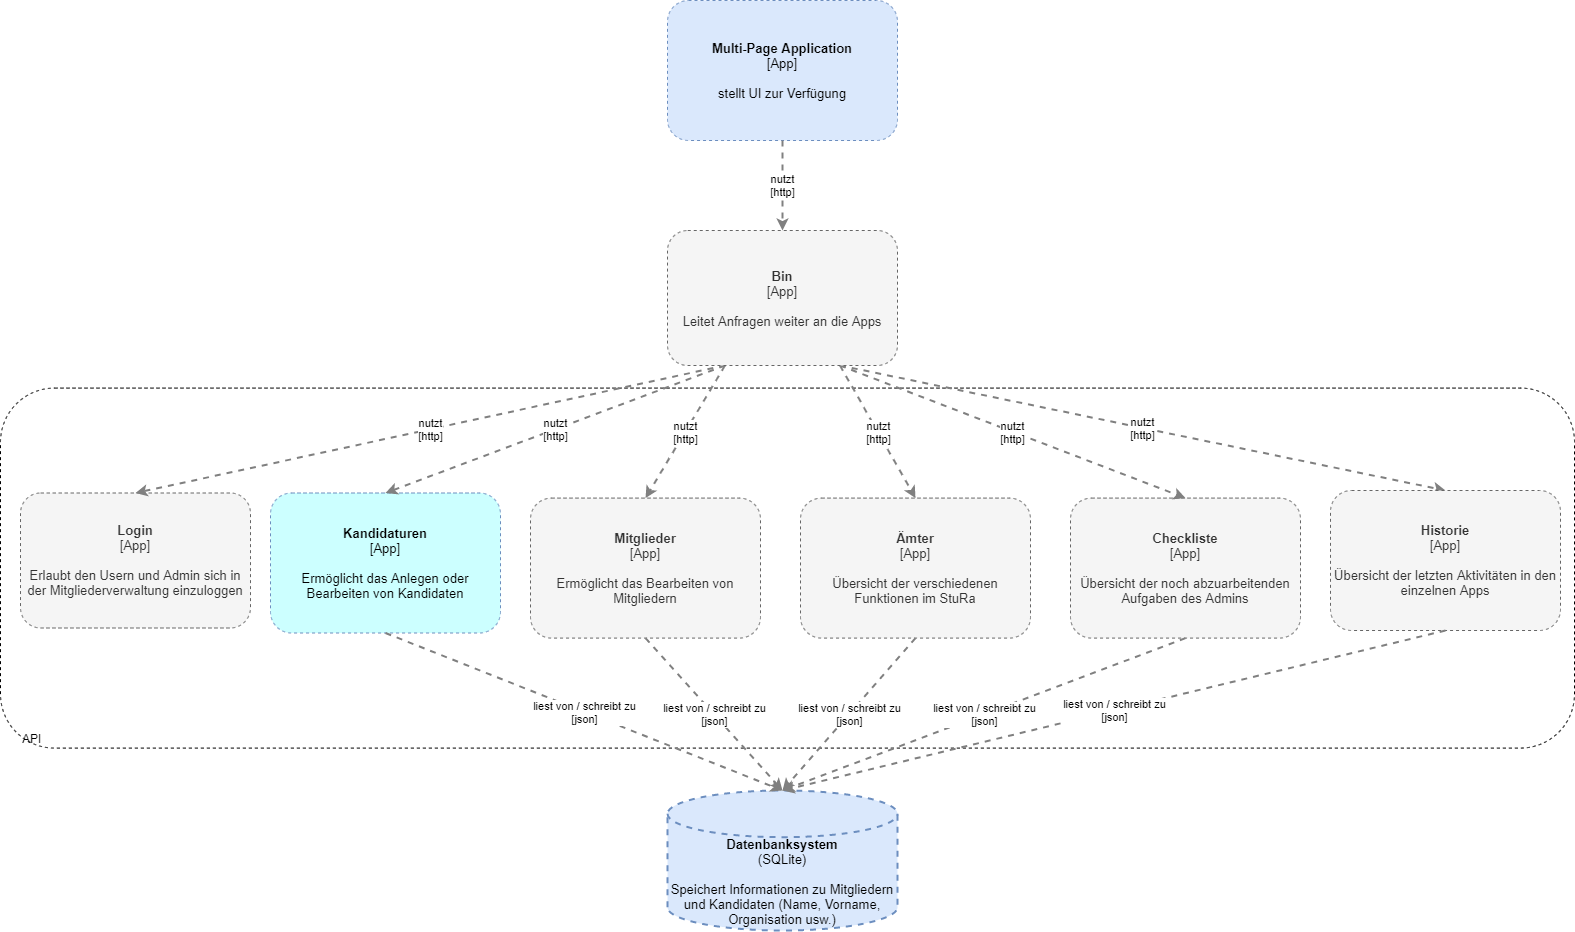 Multi-Page Application
[App]
stellt UI zur Verfügung
nutzt
[http]
Bin
[App]
Leitet Anfragen weiter an die Apps
nutzt
[http]
nutzt
[http]
nutzt
[http]
nutzt
[http]
nutzt
[http]
nutzt
[http]
Login
[App]
Erlaubt den Usern und Admin sich in
der Mitgliederverwaltung einzuloggen
Kandidaturen
[App]
Ermöglicht das Anlegen oder
Bearbeiten von Kandidaten
Mitglieder
[App]
Ermöglicht das Bearbeiten von
Mitgliedern
Ämter
[App]
Übersicht der verschiedenen
Funktionen im StuRa
Checkliste
[App]
Übersicht der noch abzuarbeitenden
Aufgaben des Admins
Historie
[App]
Übersicht der letzten Aktivitäten in den
einzelnen Apps
liest von / schreibt zu
[json]
liest von / schreibt zu
[json]
liest von / schreibt zu
[json]
liest von / schreibt zu
[json]
liest von / schreibt zu
[json]
API
Datenbanksystem
(SQLite)
Speichert Informationen zu Mitgliedern
und Kandidaten (Name, Vorname,
Organisation usw.)